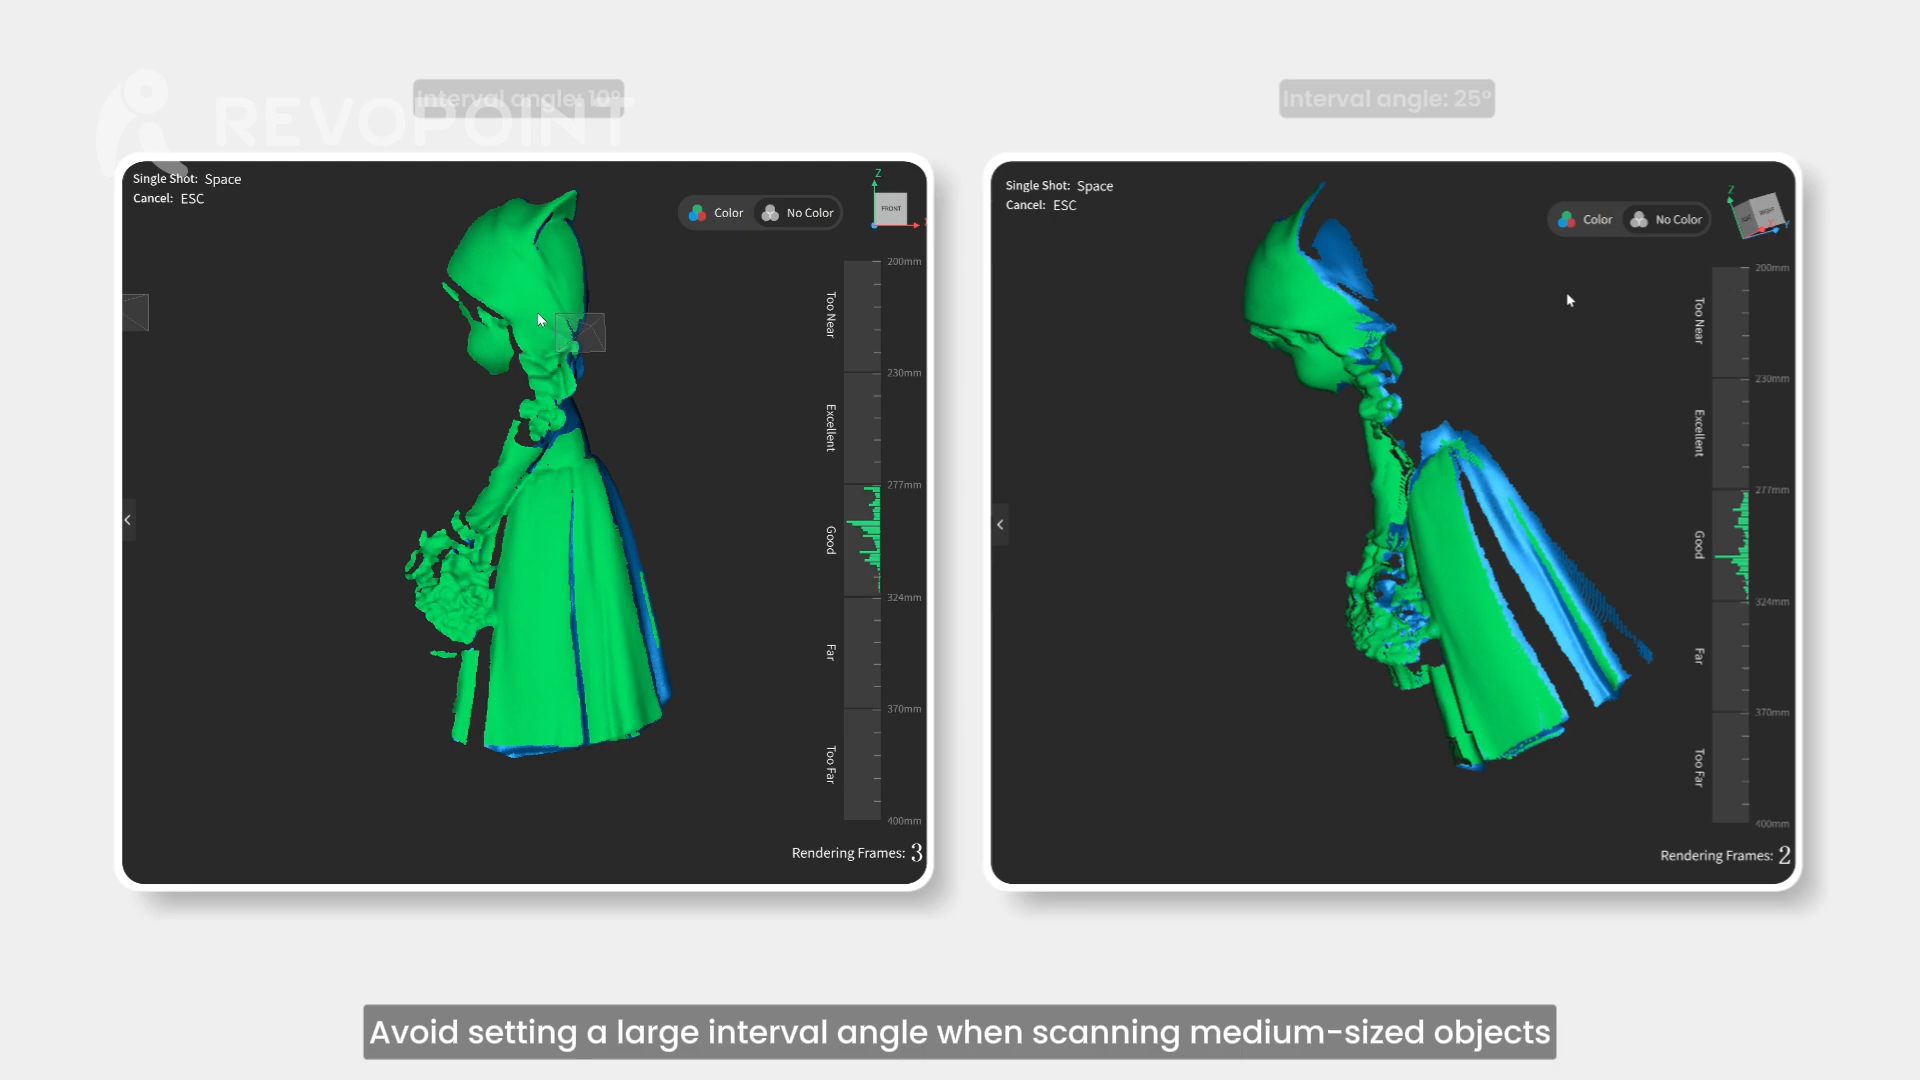 REVOPOINT
Interval angle: 10°
Interval angle: 25°
Single Shot: Space
Cancel: ESC
Color
No Color
Z
FRONT
200mm
Too Near
230mm
Excellent
277mm
Good
324mm
Far
370mm
Too Far
400mm
Rendering Frames: 3
Single Shot: Space
Cancel: ESC
Color
No Color
Z
RIGHT
200mm
Too Near
230mm
Excellent
277mm
Good
324mm
Far
370mm
Too Far
400mm
Rendering Frames: 2
Avoid setting a large interval angle when scanning medium-sized objects